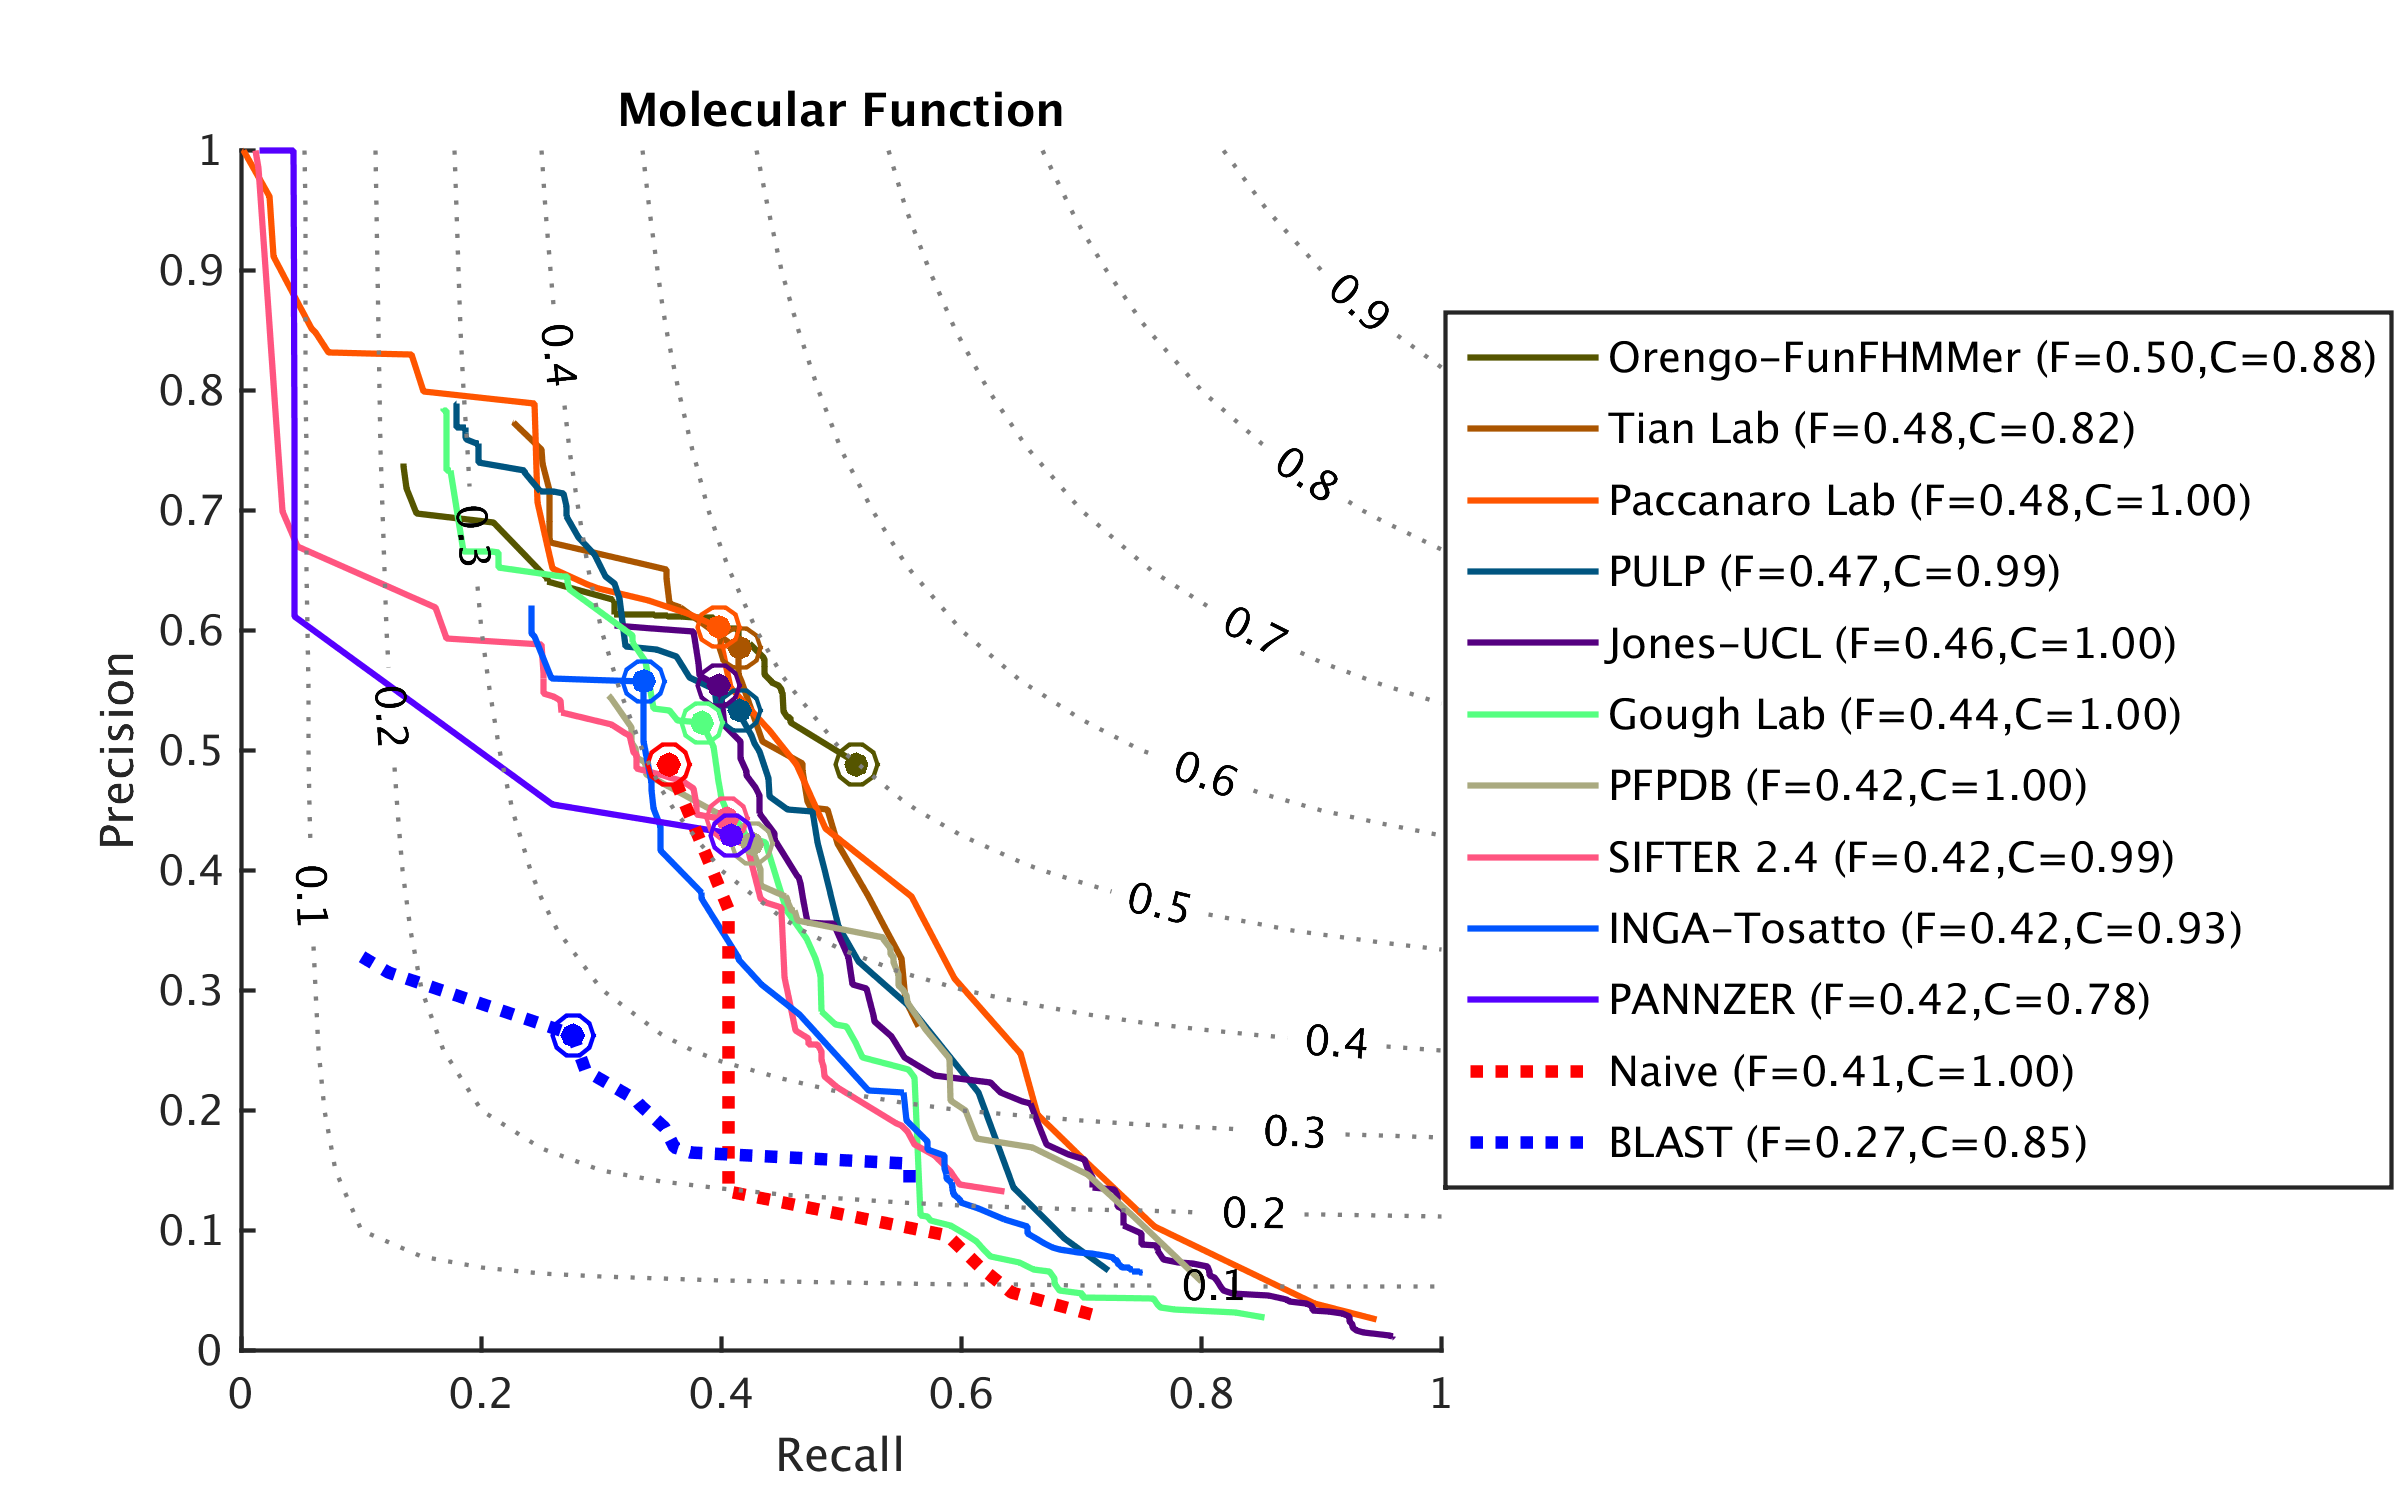 Molecular Function
1
0.9
0.8
0.7
0.6
0.5
0.4
0.3
0.2
0.1
0
Precision
0
0.2
0.4
0.6
0.8
1
Recall
0.4
0.3
0.2
0.1
0.9
0.8
0.7
0.6
0.5
0.4
0.3
0.2
0.1
Orengo-FunFHMMer (F=0.50,C=0.88)
Tian Lab (F=0.48,C=0.82)
Paccanaro Lab (F=0.48,C=1.00)
PULP (F=0.47,C=0.99)
Jones-UCL (F=0.46,C=1.00)
Gough Lab (F=0.44,C=1.00)
PFPDB (F=0.42,C=1.00)
SIFTER 2.4 (F=0.42,C=0.99)
INGA-Tosatto (F=0.42,C=0.93)
PANNZER (F=0.42,C=0.78)
Naive (F=0.41,C=1.00)
BLAST (F=0.27,C=0.85)